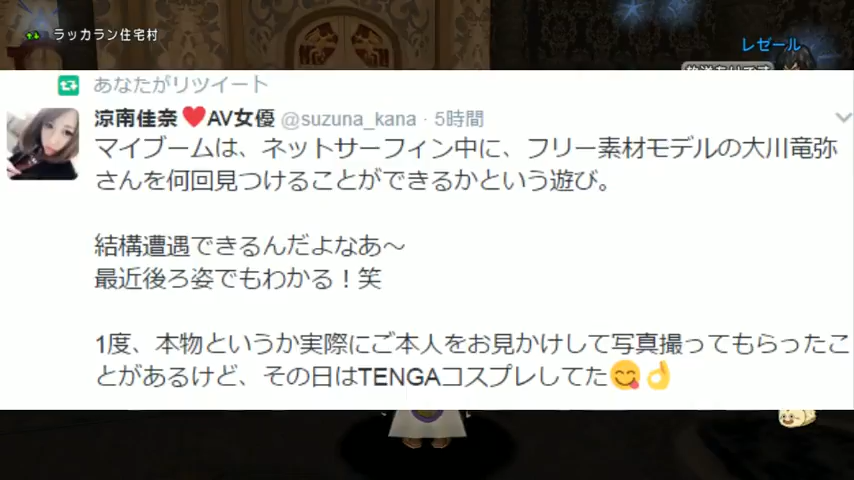 ラッカラン住宅村
レゼール
あなたがリツイート
涼南佳奈❤️AV女優 @suzuna_kana · 5時間
マイブームは、ネットサーフィン中に、フリー素材モデルの大川竜弥
さんを何回見つけることができるかという遊び。
結構遭遇できるんだよなあ〜
最近後ろ姿でもわかる！笑
1度、本物というか実際にご本人をお見かけして写真撮ってもらったこ
とがあるけど、その日はTENGAコスプレしてた😋👌